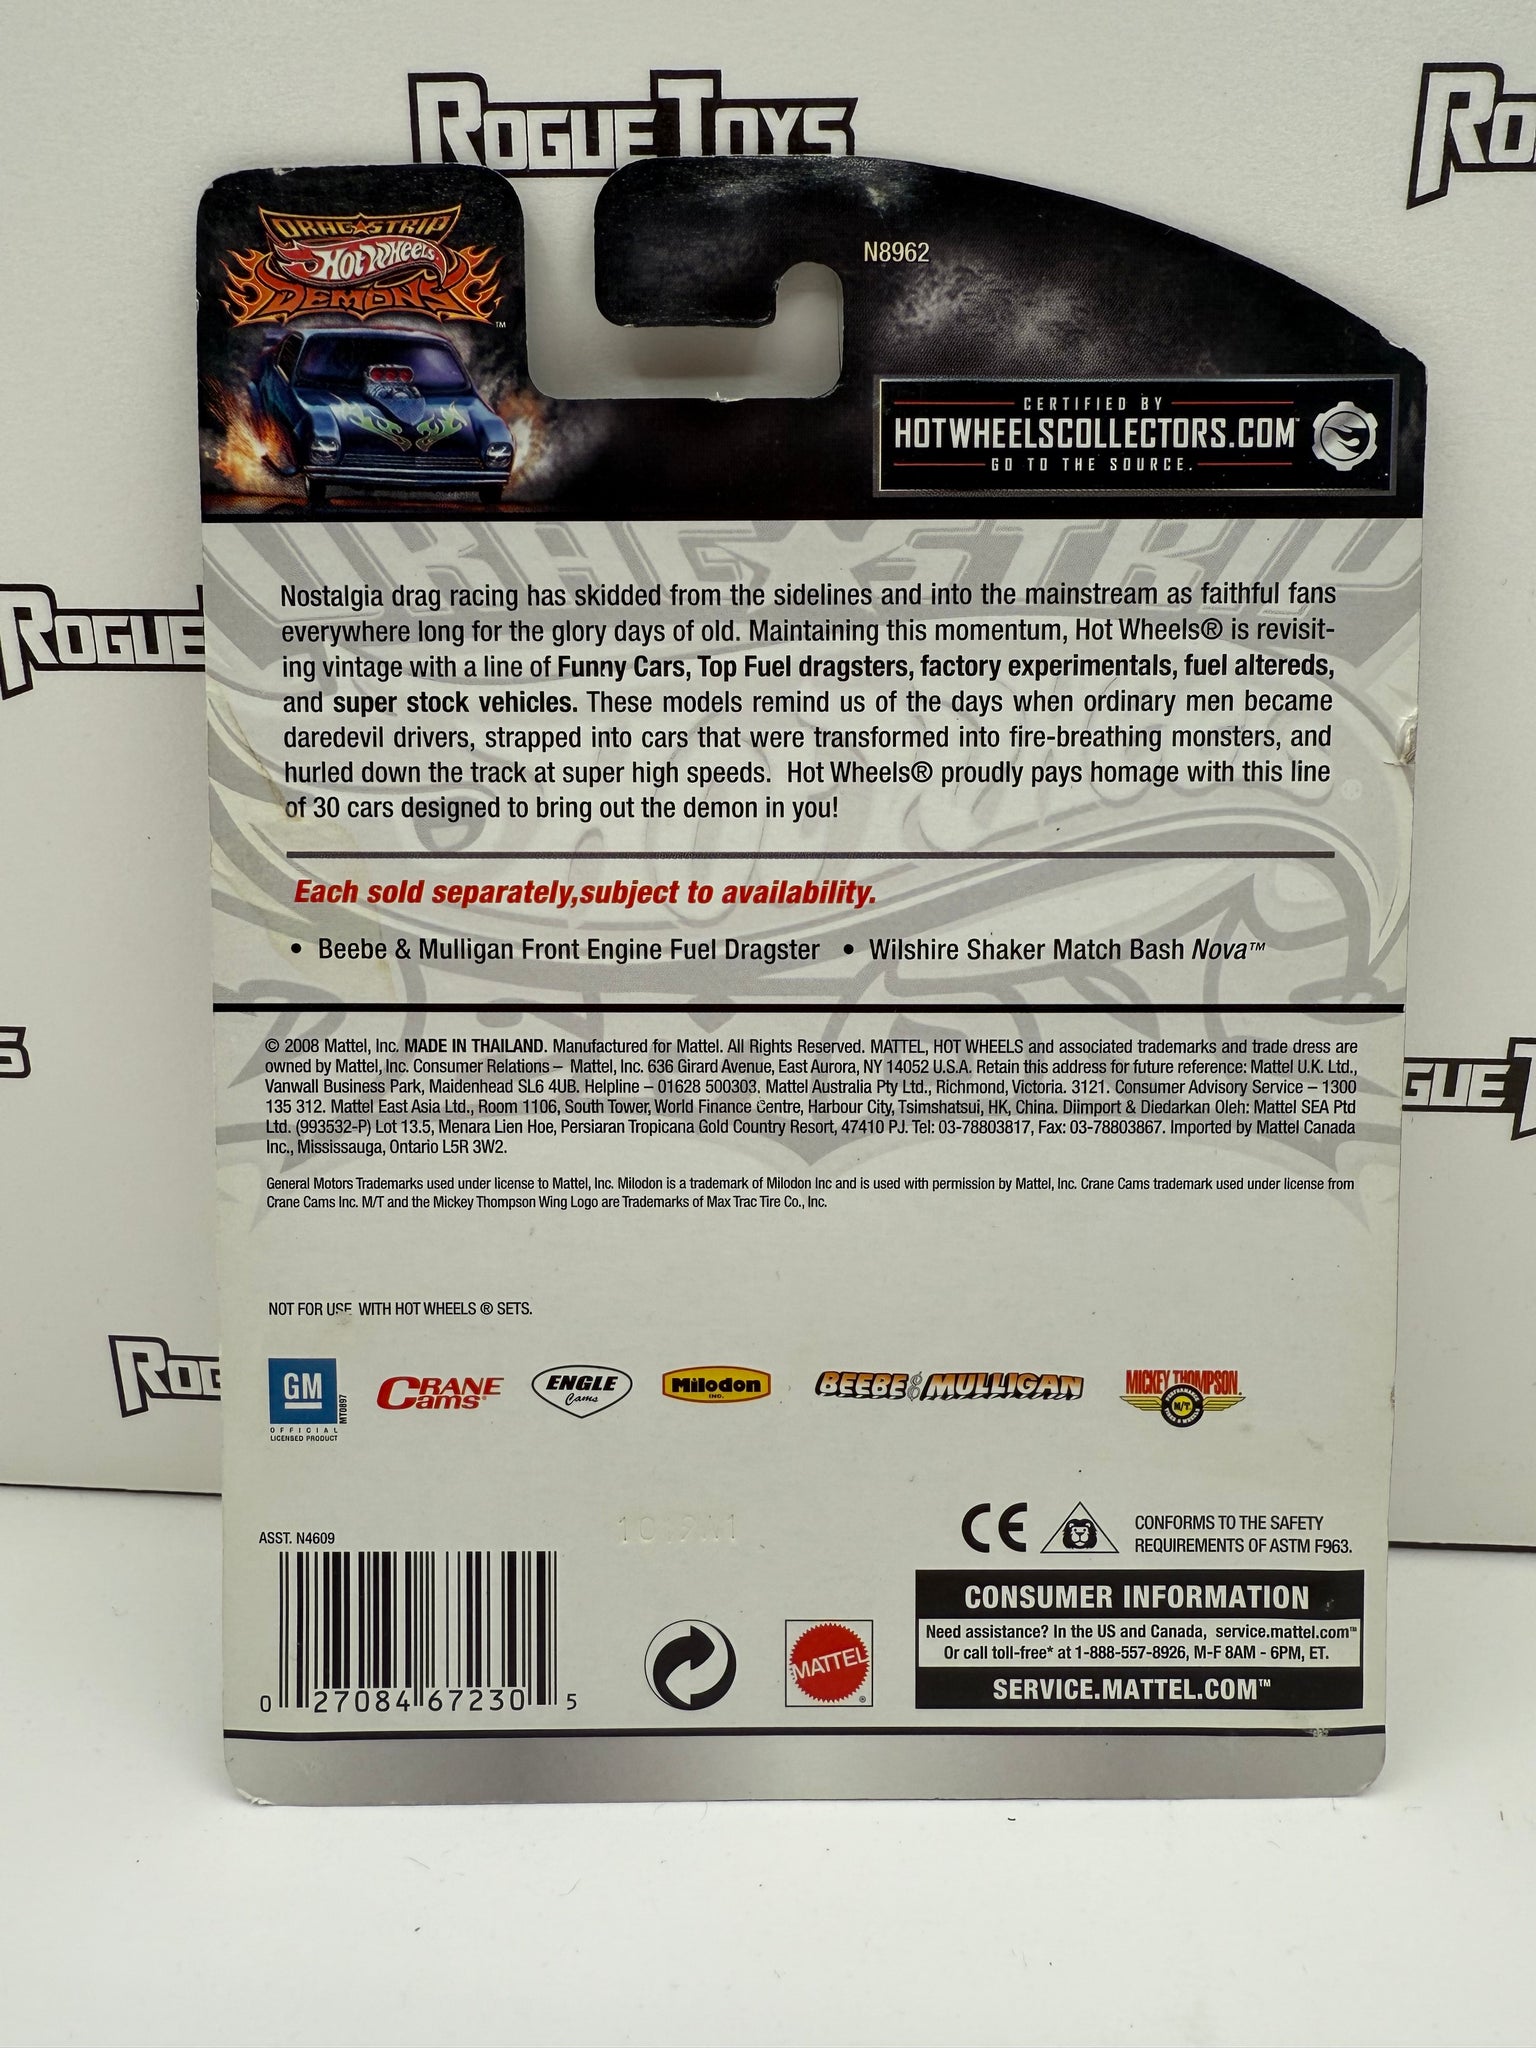 ROGUE TOYS
RO
DRAG STRIP
HOT WHEELS
DEMONS™
N8962
CERTIFIED BY
HOTWHEELSCOLLECTORS.COM™
GO TO THE SOURCE.
Nostalgia drag racing has skidded from the sidelines and into the mainstream as faithful fans
everywhere long for the glory days of old. Maintaining this momentum, Hot Wheels® is revisit-
ing vintage with a line of Funny Cars, Top Fuel dragsters, factory experimentals, fuel altereds,
and super stock vehicles. These models remind us of the days when ordinary men became
daredevil drivers, strapped into cars that were transformed into fire-breathing monsters, and
hurled down the track at super high speeds. Hot Wheels® proudly pays homage with this line
of 30 cars designed to bring out the demon in you!
ROGUE
Each sold separately,subject to availability.
• Beebe & Mulligan Front Engine Fuel Dragster • Wilshire Shaker Match Bash Nova™
S
© 2008 Mattel, Inc. MADE IN THAILAND. Manufactured for Mattel. All Rights Reserved. MATTEL, HOT WHEELS and associated trademarks and trade dress are
owned by Mattel, Inc. Consumer Relations – Mattel, Inc. 636 Girard Avenue, East Aurora, NY 14052 U.S.A. Retain this address for future reference: Mattel U.K. Ltd.,
Vanwall Business Park, Maidenhead SL6 4UB. Helpline – 01628 500303, Mattel Australia Pty Ltd., Richmond, Victoria. 3121. Consumer Advisory Service – 1300
135 312. Mattel East Asia Ltd., Room 1106, South Tower, World Finance Centre, Harbour City, Tsimshatsui, HK, China. Diimport & Diedarkan Oleh: Mattel SEA Ptd
Ltd. (993532-P) Lot 13.5, Menara Lien Hoe, Persiaran Tropicana Gold Country Resort, 47410 PJ. Tel: 03-78803817, Fax: 03-78803867. Imported by Mattel Canada
Inc., Mississauga, Ontario L5R 3W2.
GUE T
General Motors Trademarks used under license to Mattel, Inc. Milodon is a trademark of Milodon Inc and is used with permission by Mattel, Inc. Crane Cams trademark used under license from
Crane Cams Inc. M/T and the Mickey Thompson Wing Logo are Trademarks of Max Trac Tire Co., Inc.
NOT FOR USE WITH HOT WHEELS ® SETS.
ROG
GM
OFFICIAL
LICENSED PRODUCT
MT0897
CRANE
Cams®
ENGLE
Cams
Milodon
INC.
BEEBE & MULLIGAN
MICKEY THOMPSON.
PERFORMANCE
M/T
TIRES & WHEELS
CE
CONFORMS TO THE SAFETY
REQUIREMENTS OF ASTM F963.
ASST. N4609
0 27084 67230 5
MATTEL
®
CONSUMER INFORMATION
Need assistance? In the US and Canada, service.mattel.com™
Or call toll-free* at 1-888-557-8926, M-F 8AM - 6PM, ET.
SERVICE.MATTEL.COM™